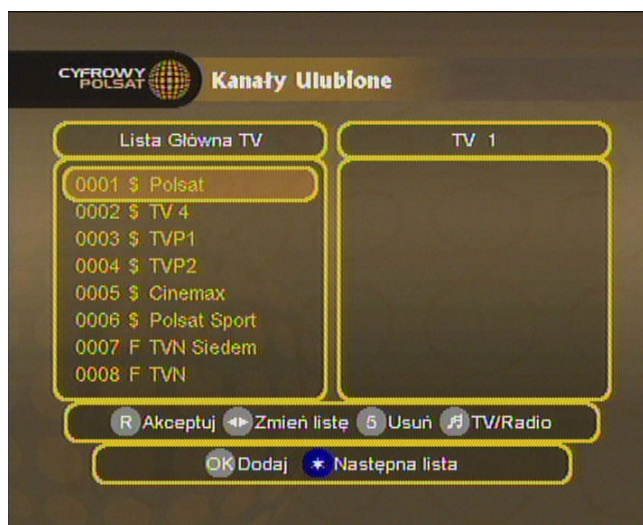 CYFROWY
POLSAT
Kanały Ulubione
Lista Główna TV
TV 1
0001 $ Polsat
0002 $ TV 4
0003 $ TVP1
0004 $ TVP2
0005 $ Cinemax
0006 $ Polsat Sport
0007 F TVN Siedem
0008 F TVN
R Akceptuj Zmień listę 5 Usuń TV/Radio
OK Dodaj * Następna lista